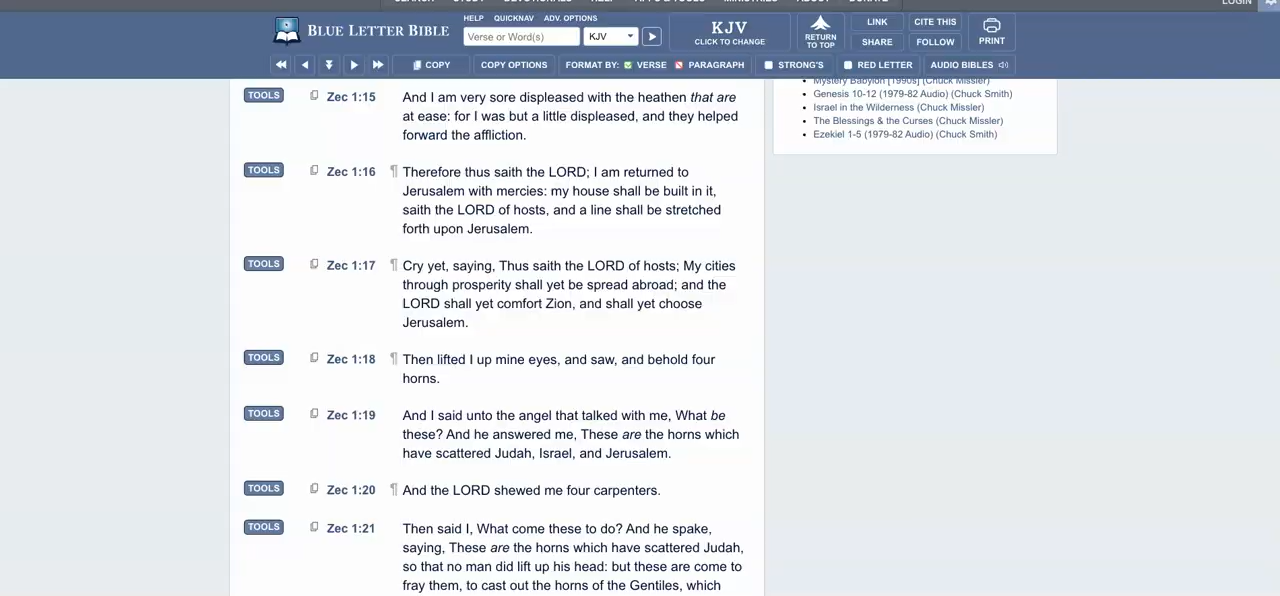 LOGIN
HELP QUICKNAV ADV. OPTIONS
BLUE LETTER BIBLE
Verse or Word(s)
KJV
KJV
CLICK TO CHANGE
RETURN
TO TOP
LINK
CITE THIS
SHARE
FOLLOW
PRINT
COPY
COPY OPTIONS
FORMAT BY: VERSE PARAGRAPH
STRONG'S
RED LETTER
AUDIO BIBLES
TOOLS
Zec 1:15
And I am very sore displeased with the heathen that are
at ease: for I was but a little displeased, and they helped
forward the affliction.
TOOLS
Zec 1:16
¶ Therefore thus saith the LORD; I am returned to
Jerusalem with mercies: my house shall be built in it,
saith the LORD of hosts, and a line shall be stretched
forth upon Jerusalem.
TOOLS
Zec 1:17
¶ Cry yet, saying, Thus saith the LORD of hosts; My cities
through prosperity shall yet be spread abroad; and the
LORD shall yet comfort Zion, and shall yet choose
Jerusalem.
TOOLS
Zec 1:18
¶ Then lifted I up mine eyes, and saw, and behold four
horns.
TOOLS
Zec 1:19
And I said unto the angel that talked with me, What be
these? And he answered me, These are the horns which
have scattered Judah, Israel, and Jerusalem.
TOOLS
Zec 1:20
¶ And the LORD shewed me four carpenters.
TOOLS
Zec 1:21
Then said I, What come these to do? And he spake,
saying, These are the horns which have scattered Judah,
so that no man did lift up his head: but these are come to
fray them, to cast out the horns of the Gentiles, which
Mystery Babylon [1990s] (Chuck Missler)
Genesis 10-12 (1979-82 Audio) (Chuck Smith)
Israel in the Wilderness (Chuck Missler)
The Blessings & the Curses (Chuck Missler)
Ezekiel 1-5 (1979-82 Audio) (Chuck Smith)